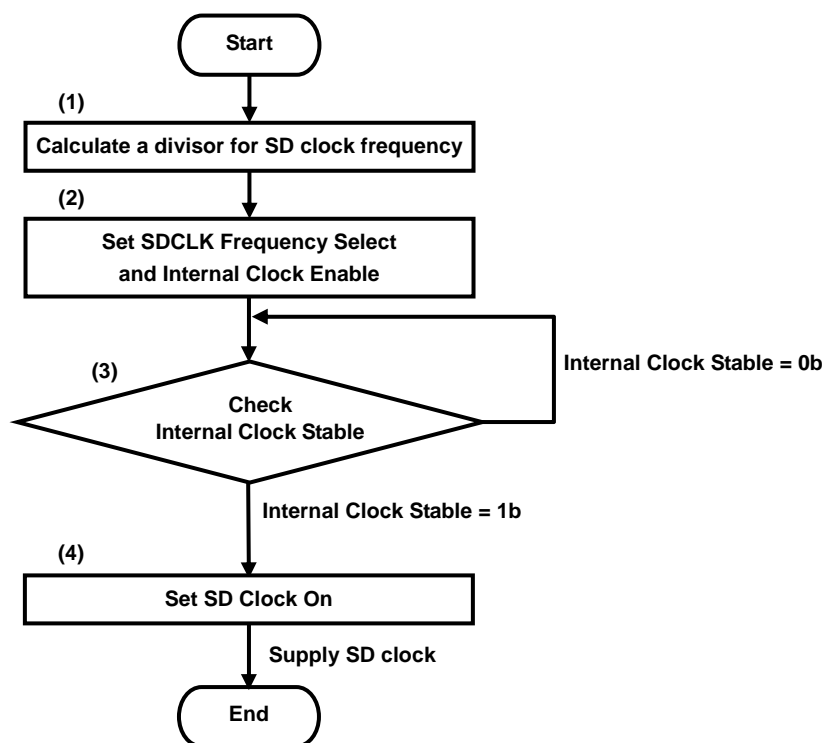 Start
(1)
Calculate a divisor for SD clock frequency
(2)
Set SDCLK Frequency Select
and Internal Clock Enable
Internal Clock Stable = 0b
(3)
Check
Internal Clock Stable
Internal Clock Stable = 1b
(4)
Set SD Clock On
Supply SD clock
End